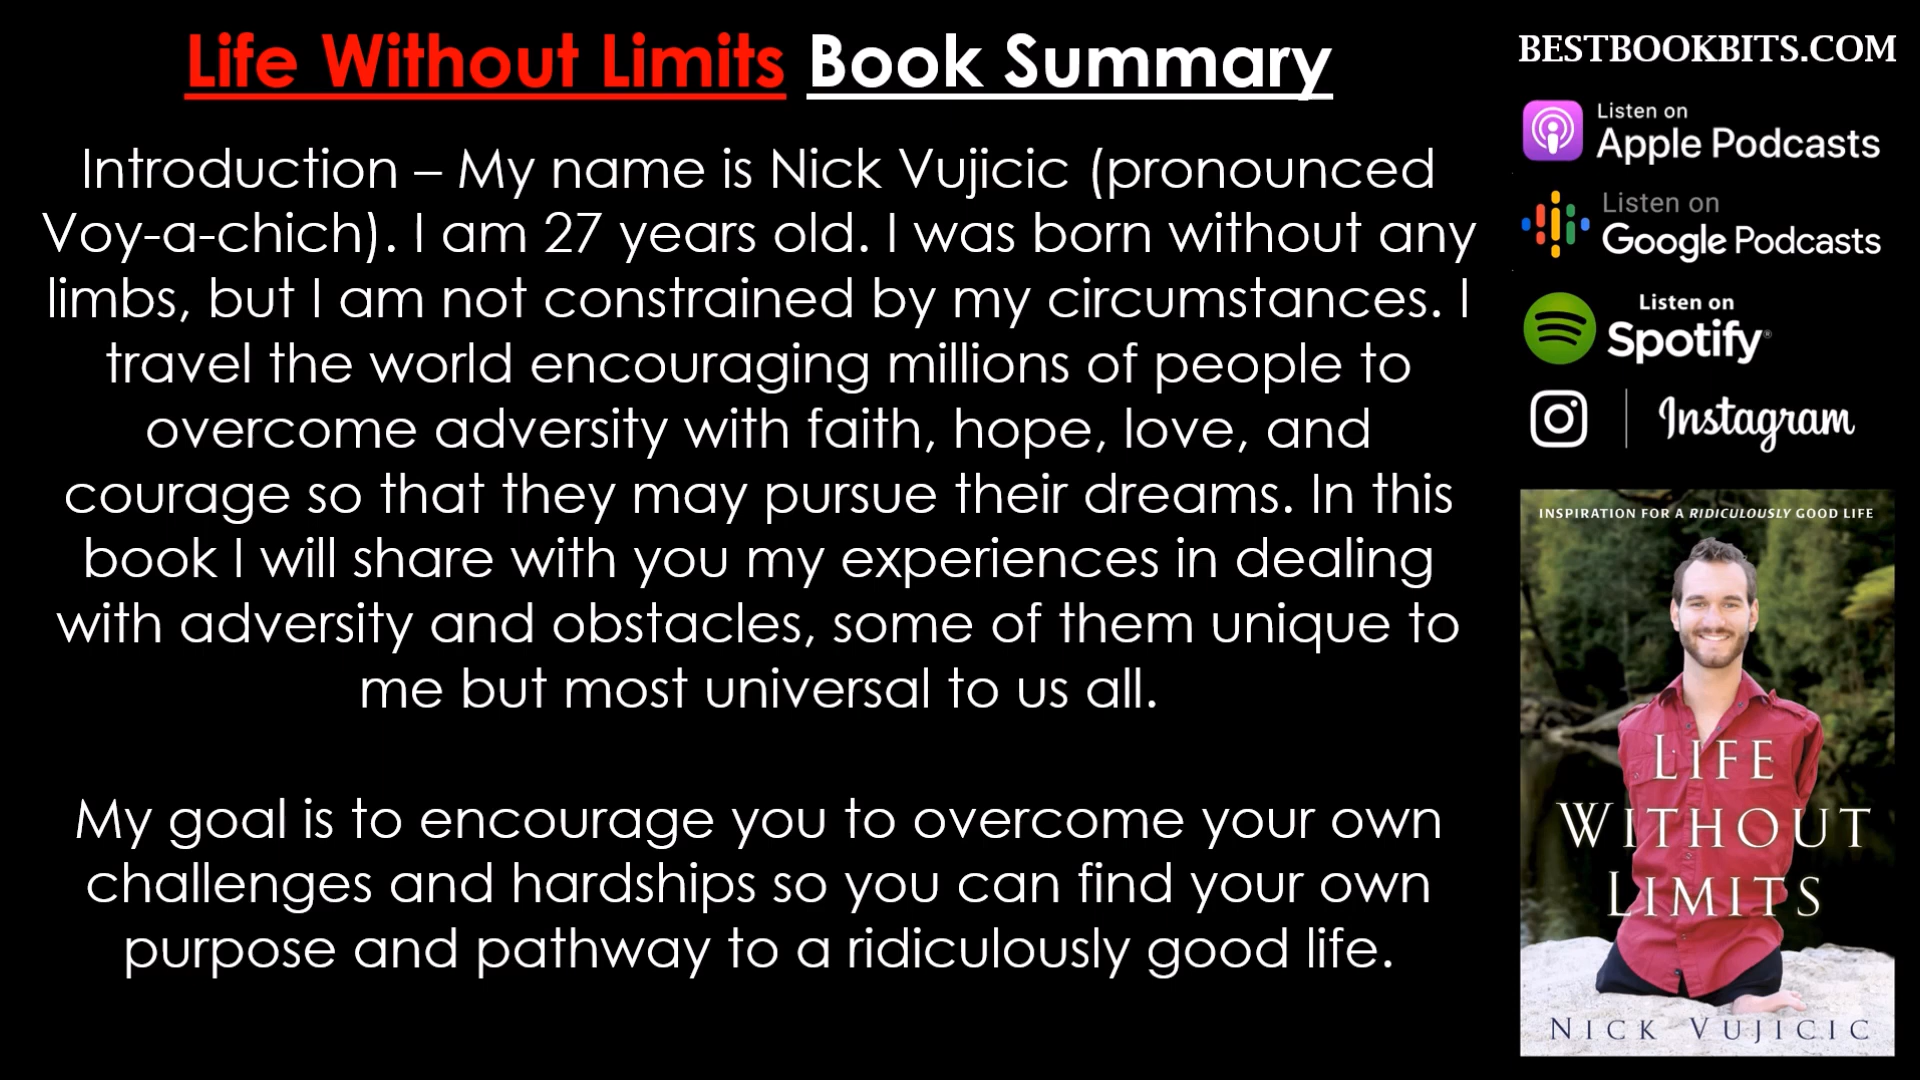 Life Without Limits Book Summary
Introduction – My name is Nick Vujicic (pronounced
Voy-a-chich). I am 27 years old. I was born without any
limbs, but I am not constrained by my circumstances. I
travel the world encouraging millions of people to
overcome adversity with faith, hope, love, and
courage so that they may pursue their dreams. In this
book I will share with you my experiences in dealing
with adversity and obstacles, some of them unique to
me but most universal to us all.
My goal is to encourage you to overcome your own
challenges and hardships so you can find your own
purpose and pathway to a ridiculously good life.
BESTBOOKBITS.COM
Listen on
Apple Podcasts
Listen on
Google Podcasts
Listen on
Spotify®
Instagram
INSPIRATION FOR A RIDICULOUSLY GOOD LIFE
LIFE
WITHOUT
LIMITS
NICK VUJICIC